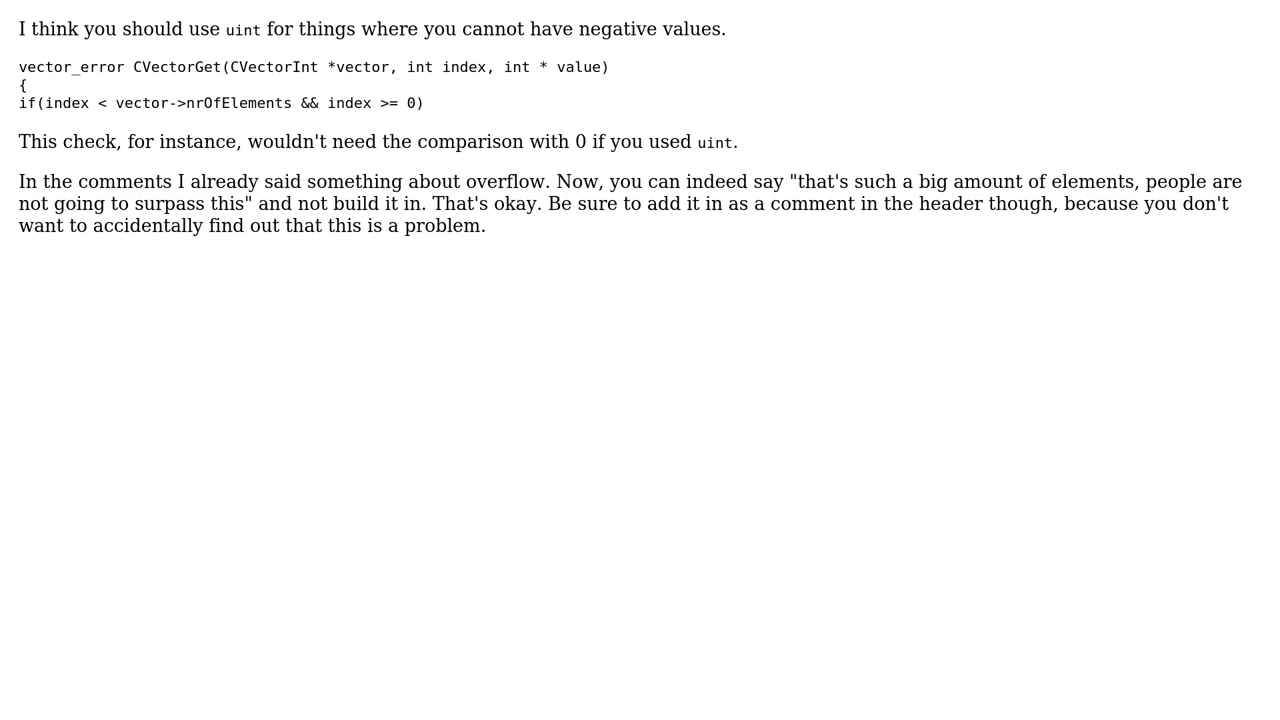 I think you should use uint for things where you cannot have negative values.
vector_error CVectorGet(CVectorInt *vector, int index, int * value)
{
if(index < vector->nrOfElements && index >= 0)
This check, for instance, wouldn't need the comparison with 0 if you used uint.
In the comments I already said something about overflow. Now, you can indeed say "that's such a big amount of elements, people are
not going to surpass this" and not build it in. That's okay. Be sure to add it in as a comment in the header though, because you don't
want to accidentally find out that this is a problem.